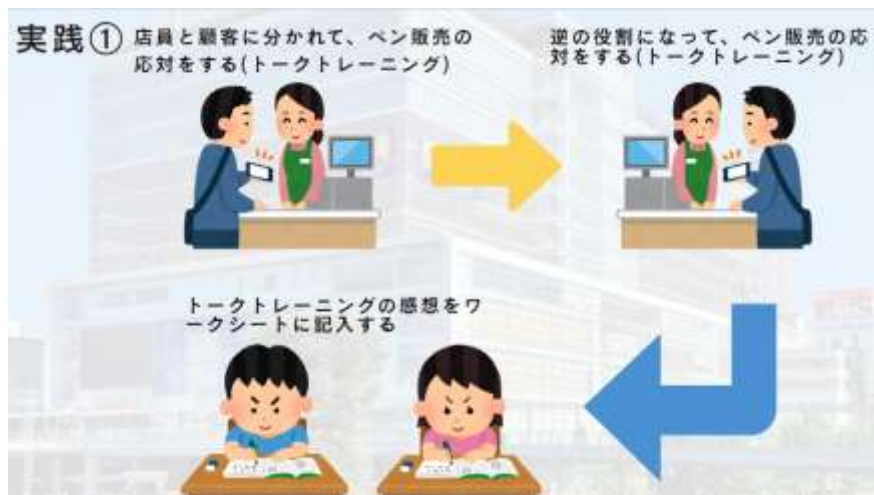 実践① 店員と顧客に分かれて、ペン販売の
応対をする(トークトレーニング)
逆の役割になって、ペン販売の応
対をする(トークトレーニング)
トークトレーニングの感想をワ
ークシートに記入する